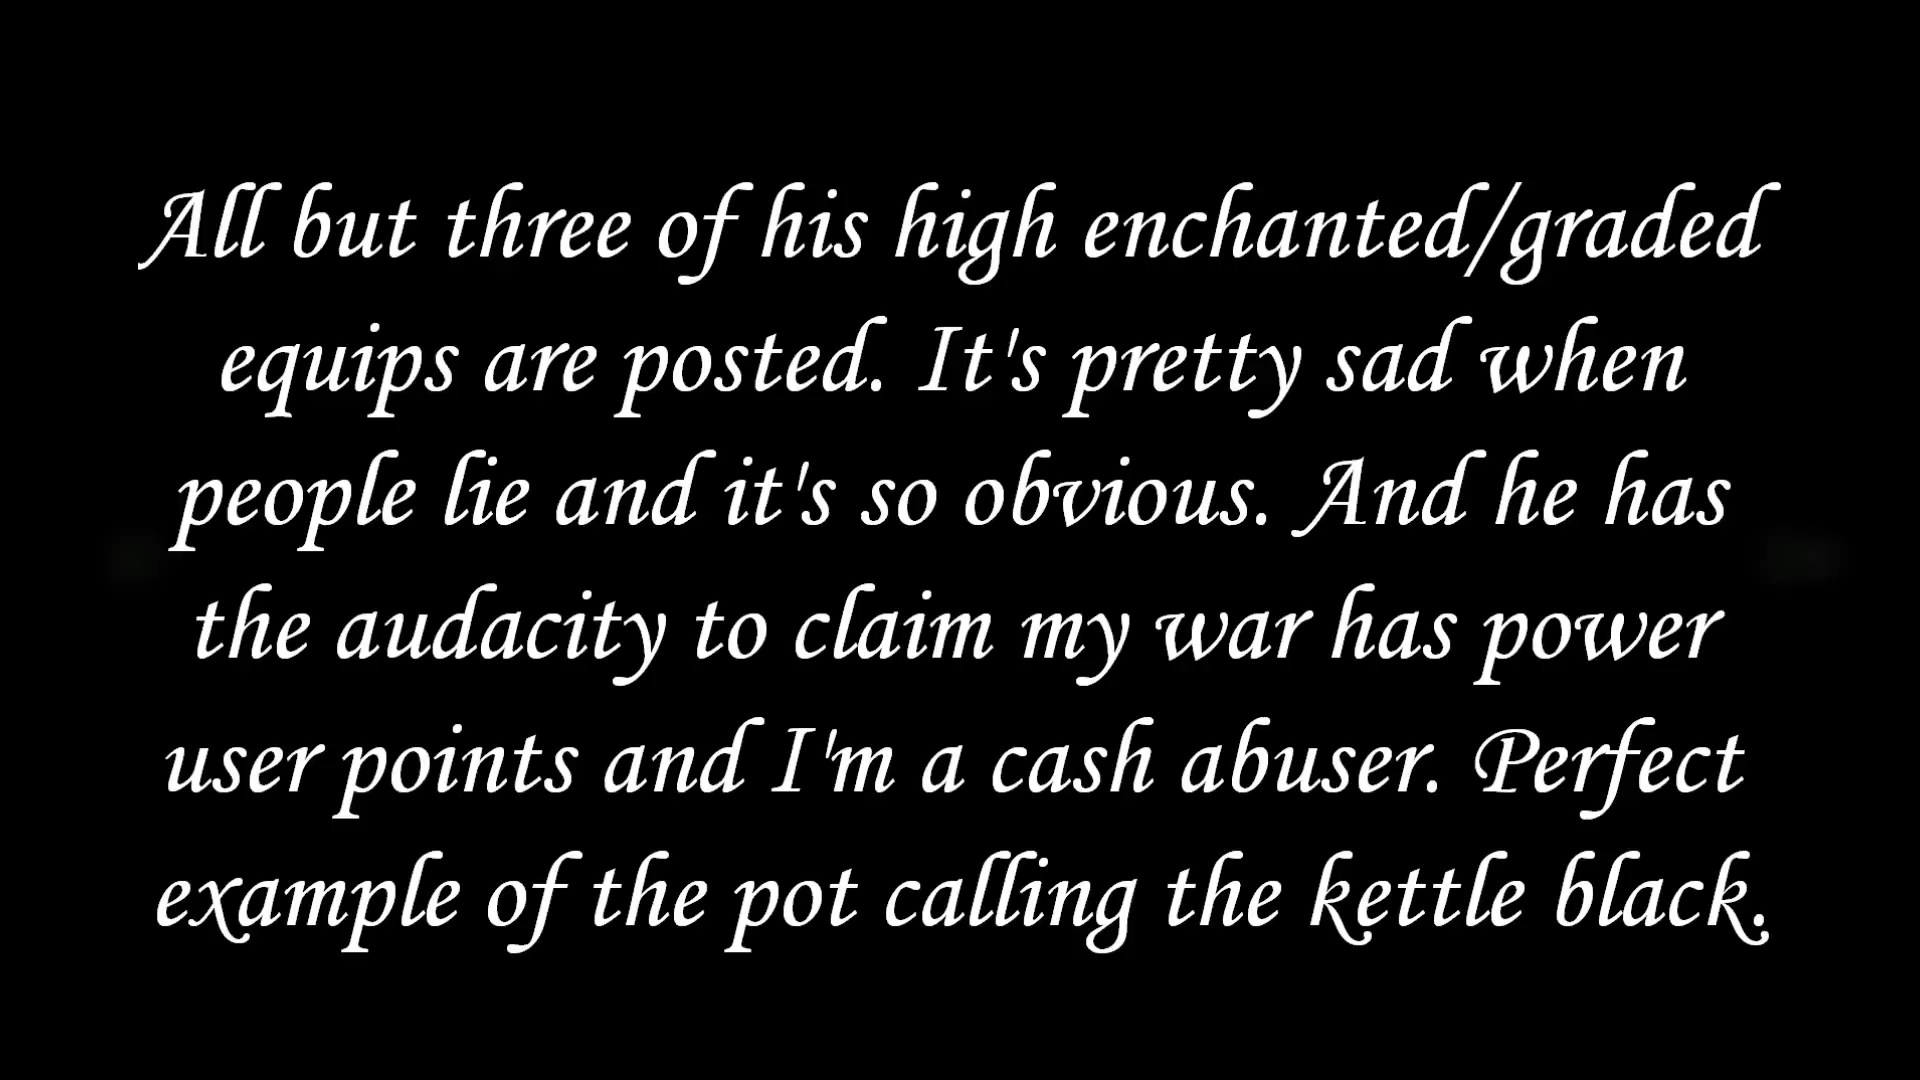 All but three of his high enchanted/graded
equips are posted. It's pretty sad when
people lie and it's so obvious. And he has
the audacity to claim my war has power
user points and I'm a cash abuser. Perfect
example of the pot calling the kettle black.